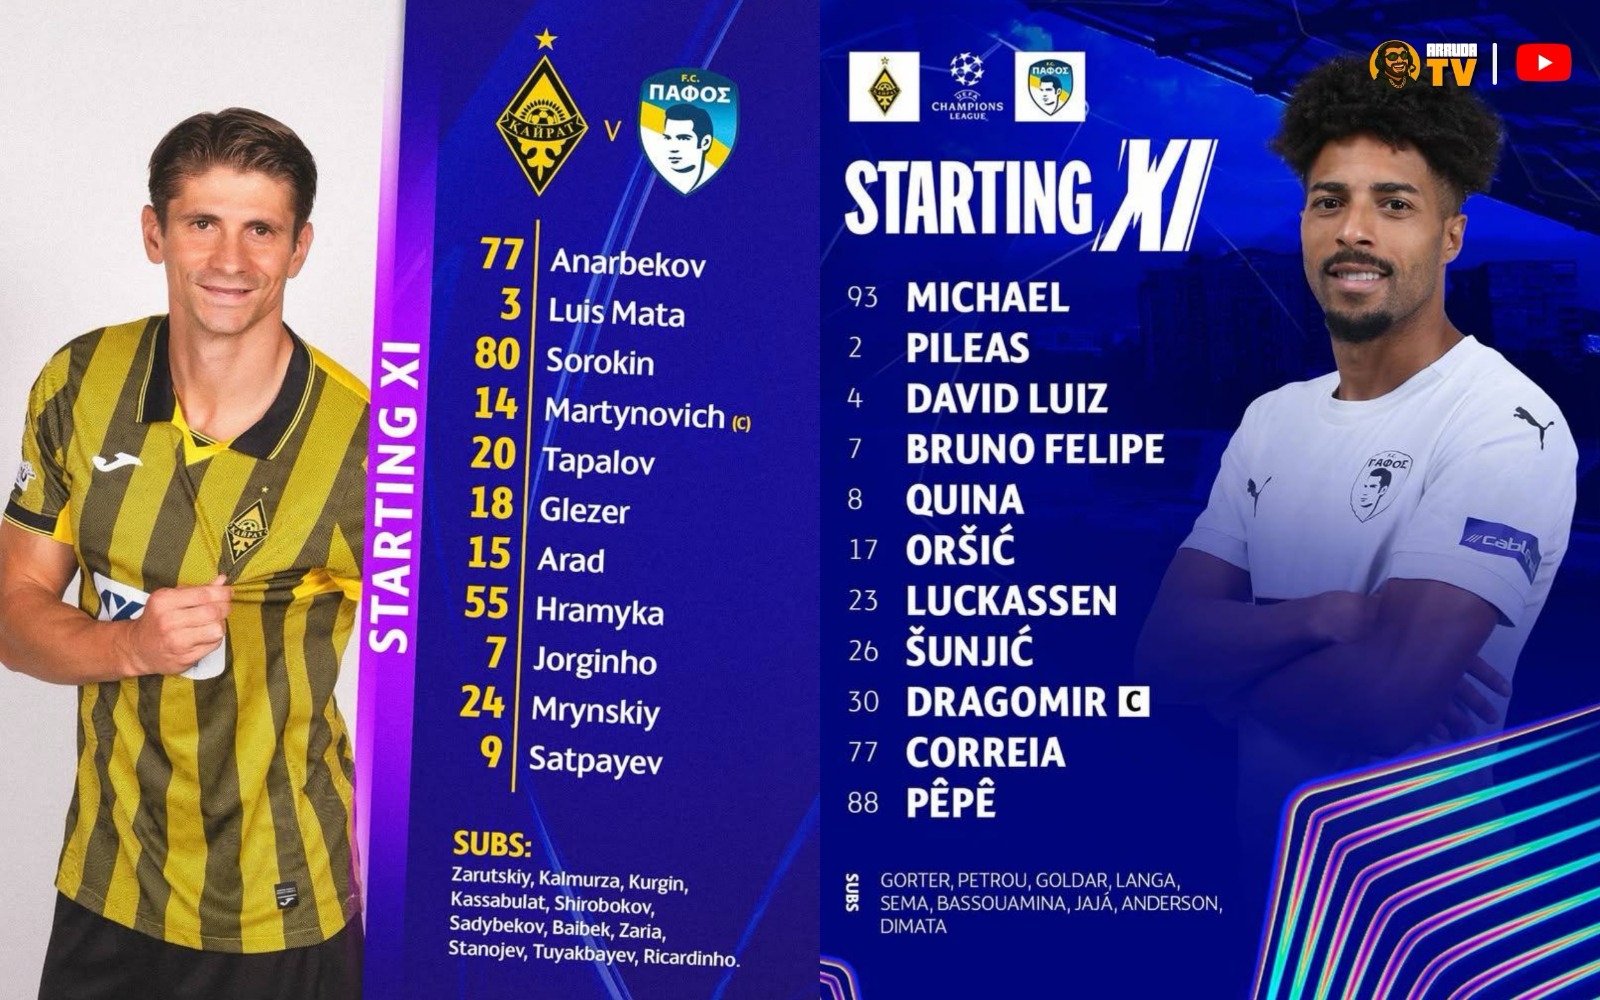 F.C.
ΠΑΦΟΣ
КАЙРАТ
V
77 Anarbekov
3 Luis Mata
80 Sorokin
14 Martynovich (C)
20 Tapalov
18 Glezer
15 Arad
55 Hramyka
7 Jorginho
24 Mrynskiy
9 Satpayev
SUBS:
Zarutskiy, Kalmurza, Kurgin,
Kassabulat, Shirobokov,
Sadybekov, Baibek, Zaria,
Stanojev, Tuyakbayev, Ricardinho.
STARTING XI
КАЙРАТ
ARRUDA
TV
КАЙРАТ
UEFA
CHAMPIONS
LEAGUE
F.C.
ΠΑΦΟΣ
STARTING XI
93 MICHAEL
2 PILEAS
4 DAVID LUIZ
7 BRUNO FELIPE
8 QUINA
17 ORŠIĆ
23 LUCKASSEN
26 ŠUNJIĆ
30 DRAGOMIR C
77 CORREIA
88 PÊPÊ
SUBS
GORTER, PETROU, GOLDAR, LANGA,
SEMA, BASSOUAMINA, JAJÁ, ANDERSON,
DIMATA
F.C.
ΠΑΦΟΣ